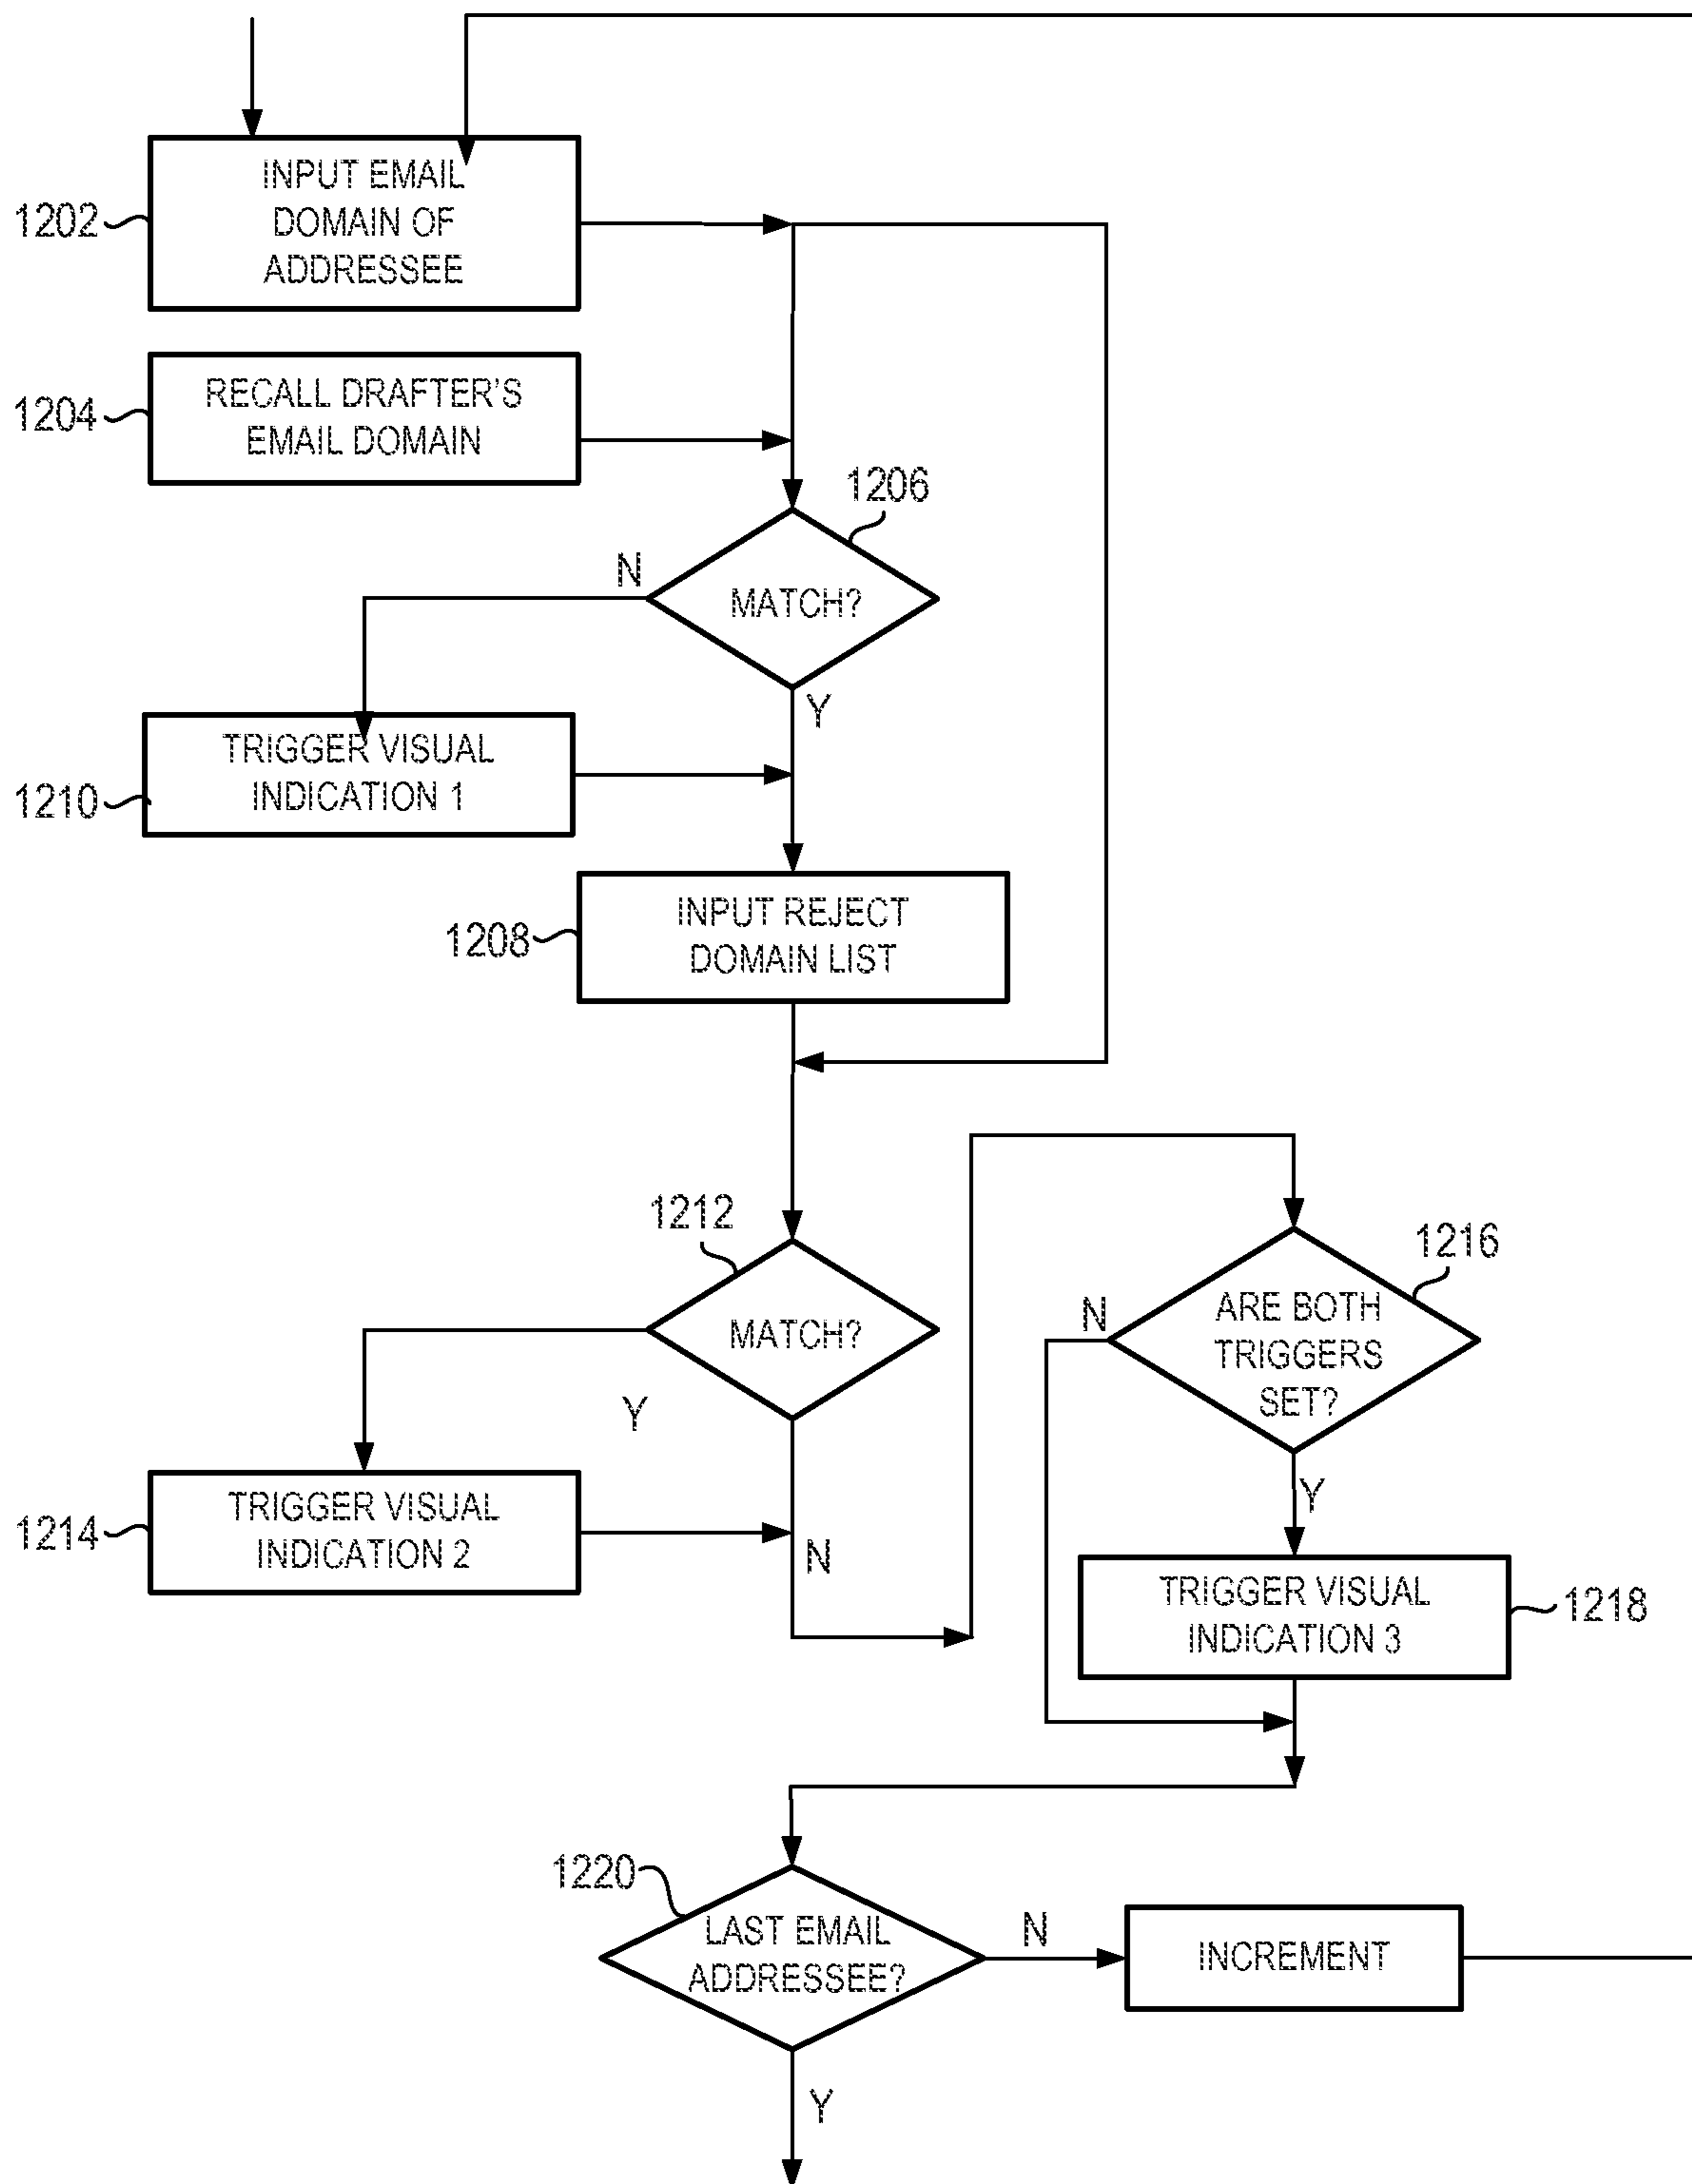 INPUT EMAIL
DOMAIN OF
ADDRESSEE
1202
RECALL DRAFTER'S
EMAIL DOMAIN
1204
1206
MATCH?
N
Y
TRIGGER VISUAL
INDICATION 1
1210
INPUT REJECT
DOMAIN LIST
1208
1212
MATCH?
Y
N
TRIGGER VISUAL
INDICATION 2
1214
1216
ARE BOTH
TRIGGERS
SET?
N
Y
TRIGGER VISUAL
INDICATION 3
1218
1220
LAST EMAIL
ADDRESSEE?
N
INCREMENT
Y